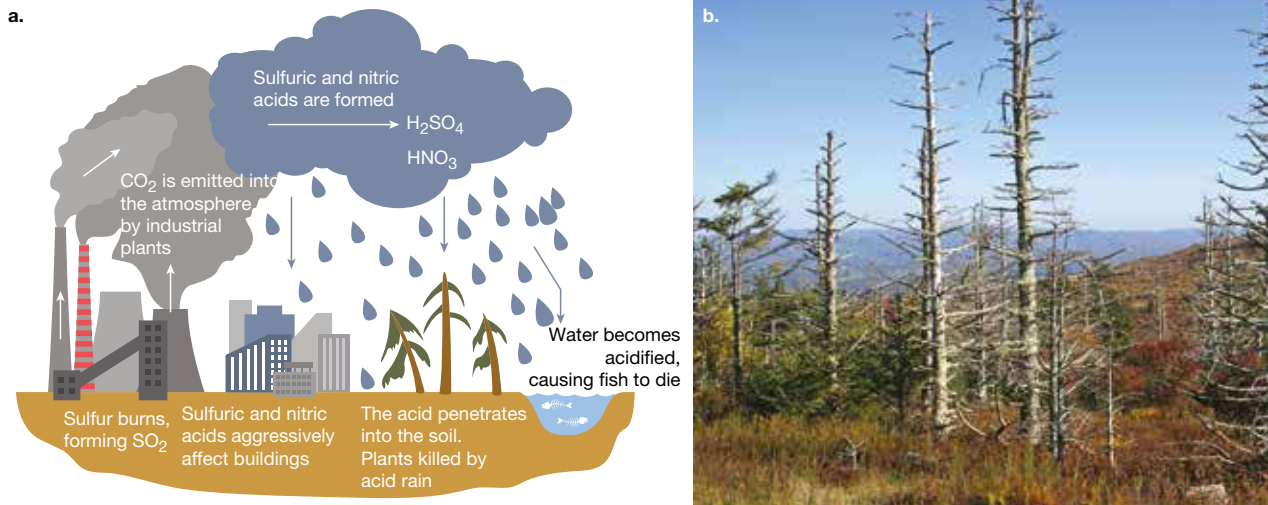 a.
Sulfuric and nitric
acids are formed
H₂SO₄
HNO₃
CO₂ is emitted into
the atmosphere
by industrial
plants
Water becomes
acidified,
causing fish to die
Sulfur burns,
forming SO₂
Sulfuric and nitric
acids aggressively
affect buildings
The acid penetrates
into the soil.
Plants killed by
acid rain
b.